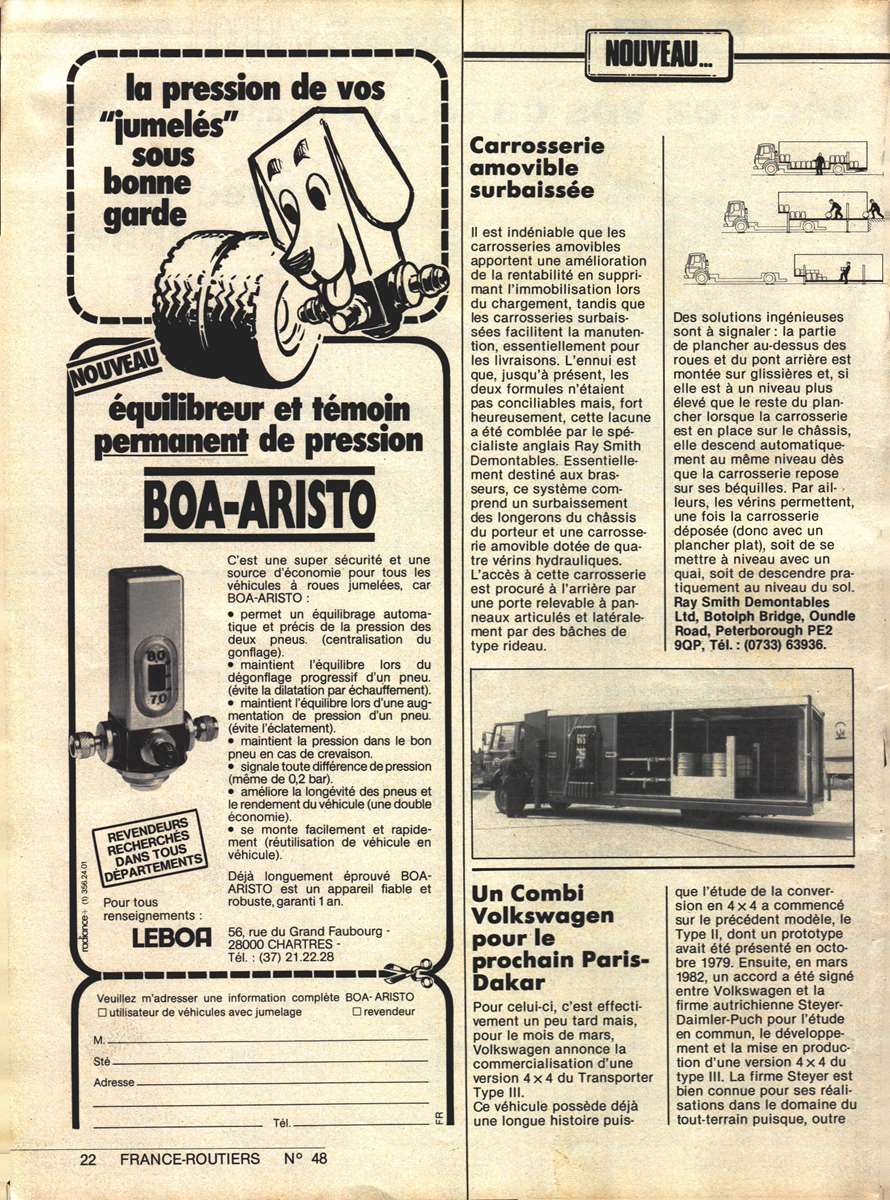 la pression de vos
"jumelés"
sous
bonne
garde
NOUVEAU
équilibreur et témoin
permanent de pression
BOA-ARISTO
C'est une super sécurité et une
source d'économie pour tous les
véhicules à roues jumelées, car
BOA-ARISTO :
• permet un équilibrage automa-
tique et précis de la pression des
deux pneus. (centralisation du
gonflage).
• maintient l'équilibre lors du
dégonflage progressif d'un pneu.
(évite la dilatation par échauffement).
• maintient l'équilibre lors d'une aug-
mentation de pression d'un pneu.
(évite l'éclatement).
• maintient la pression dans le bon
pneu en cas de crevaison.
• signale toute différence de pression
(même de 0,2 bar).
• améliore la longévité des pneus et
le rendement du véhicule (une double
économie).
• se monte facilement et rapide-
ment (réutilisation de véhicule en
véhicule).
Déjà longuement éprouvé BOA-
ARISTO est un appareil fiable et
robuste, garanti 1 an.
8,0
7,0
REVENDEURS
RECHERCHÉS
DANS TOUS
DÉPARTEMENTS
radiance + (1) 356.24.01
Pour tous
renseignements :
LEBOA
56, rue du Grand Faubourg -
28000 CHARTRES -
Tél. : (37) 21.22.28
Veuillez m'adresser une information complète BOA- ARISTO
□ utilisateur de véhicules avec jumelage □ revendeur
M.
Sté
Adresse
Tél.
FR
22 FRANCE-ROUTIERS N° 48
NOUVEAU...
Carrosserie
amovible
surbaissée
Il est indéniable que les
carrosseries amovibles
apportent une amélioration
de la rentabilité en suppri-
mant l'immobilisation lors
du chargement, tandis que
les carrosseries surbais-
sées facilitent la manuten-
tion, essentiellement pour
les livraisons. L'ennui est
que, jusqu'à présent, les
deux formules n'étaient
pas conciliables mais, fort
heureusement, cette lacune
a été comblée par le spé-
cialiste anglais Ray Smith
Demontables. Essentielle-
ment destiné aux bras-
seurs, ce système com-
prend un surbaissement
des longerons du châssis
du porteur et une carrosse-
rie amovible dotée de qua-
tre vérins hydrauliques.
L'accès à cette carrosserie
est procuré à l'arrière par
une porte relevable à pan-
neaux articulés et latérale-
ment par des bâches de
type rideau.
Des solutions ingénieuses
sont à signaler : la partie
de plancher au-dessus des
roues et du pont arrière est
montée sur glissières et, si
elle est à un niveau plus
élevé que le reste du plan-
cher lorsque la carrosserie
est en place sur le châssis,
elle descend automatique-
ment au même niveau dès
que la carrosserie repose
sur ses béquilles. Par ail-
leurs, les vérins permettent,
une fois la carrosserie
déposée (donc avec un
plancher plat), soit de se
mettre à niveau avec un
quai, soit de descendre pra-
tiquement au niveau du sol.
Ray Smith Demontables
Ltd, Botolph Bridge, Oundle
Road, Peterborough PE2
9QP, Tél. : (0733) 63936.
Un Combi
Volkswagen
pour le
prochain Paris-
Dakar
Pour celui-ci, c'est effecti-
vement un peu tard mais,
pour le mois de mars,
Volkswagen annonce la
commercialisation d'une
version 4 × 4 du Transporter
Type III.
Ce véhicule possède déjà
une longue histoire puis-
que l'étude de la conver-
sion en 4 × 4 a commencé
sur le précédent modèle, le
Type II, dont un prototype
avait été présenté en octo-
bre 1979. Ensuite, en mars
1982, un accord a été signé
entre Volkswagen et la
firme autrichienne Steyer-
Daimler-Puch pour l'étude
en commun, le développe-
ment et la mise en produc-
tion d'une version 4 × 4 du
type III. La firme Steyer est
bien connue pour ses réali-
sations dans le domaine du
tout-terrain puisque, outre